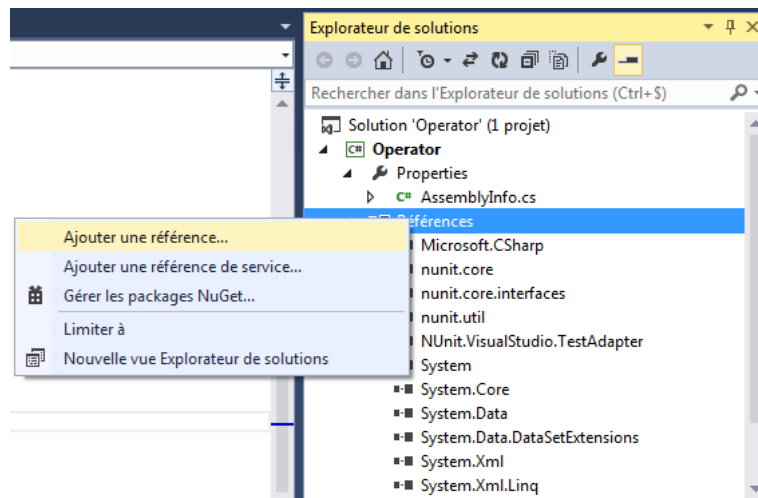 Explorateur de solutions
Rechercher dans l'Explorateur de solutions (Ctrl+$)
Solution 'Operator' (1 projet)
C# Operator
Properties
C# AssemblyInfo.cs
Références
Ajouter une référence...
Ajouter une référence de service...
Gérer les packages NuGet...
Limiter à
Nouvelle vue Explorateur de solutions
Microsoft.CSharp
nunit.core
nunit.core.interfaces
nunit.util
NUnit.VisualStudio.TestAdapter
System
System.Core
System.Data
System.Data.DataSetExtensions
System.Xml
System.Xml.Linq